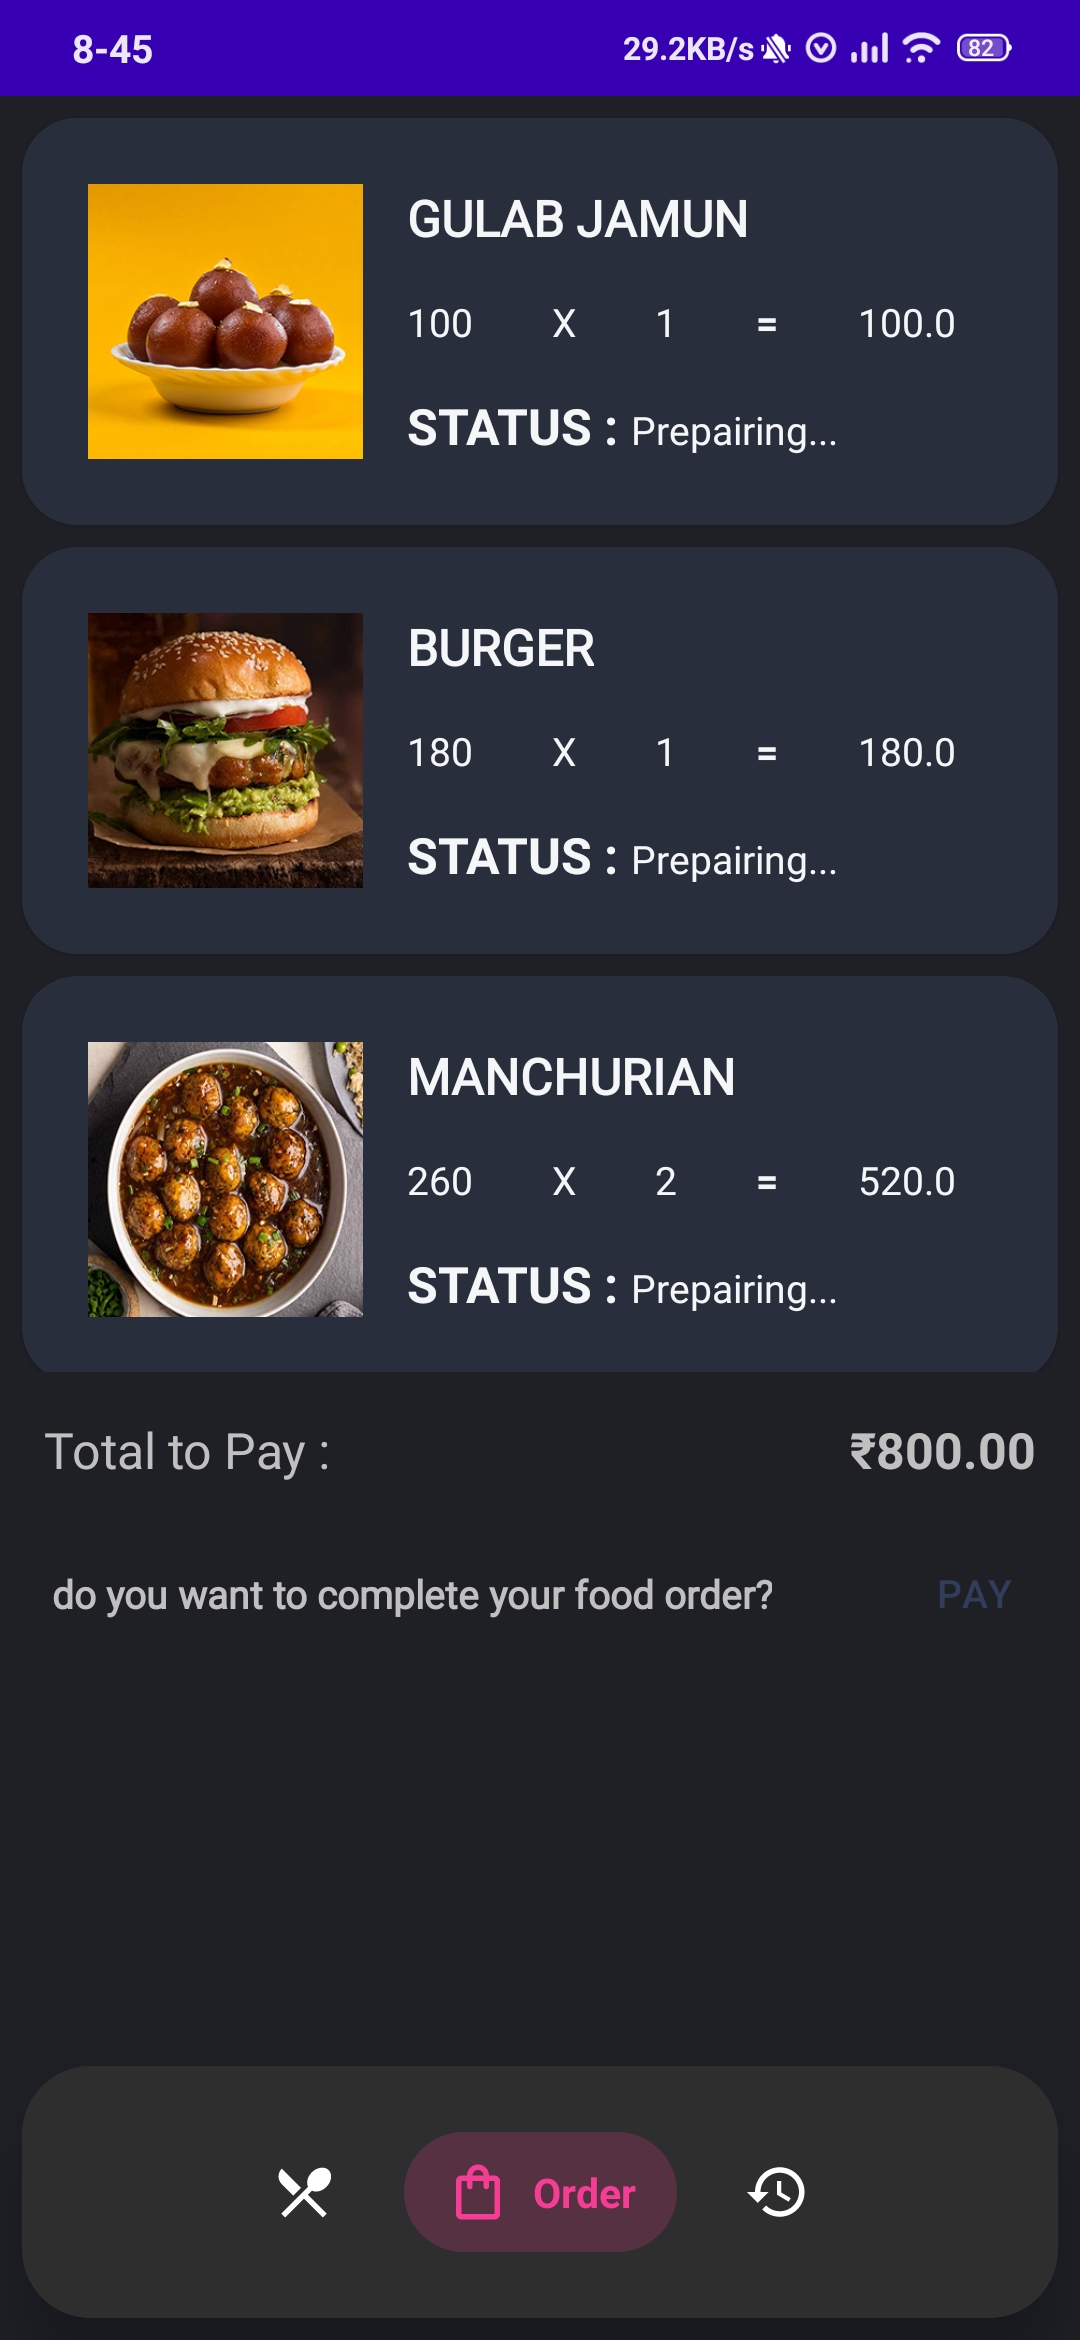 8-45 29.2KB/s 82
GULAB JAMUN
100 X 1 = 100.0
STATUS : Prepairing...
BURGER
180 X 1 = 180.0
STATUS : Prepairing...
MANCHURIAN
260 X 2 = 520.0
STATUS : Prepairing...
Total to Pay : ₹800.00
do you want to complete your food order? PAY
Order